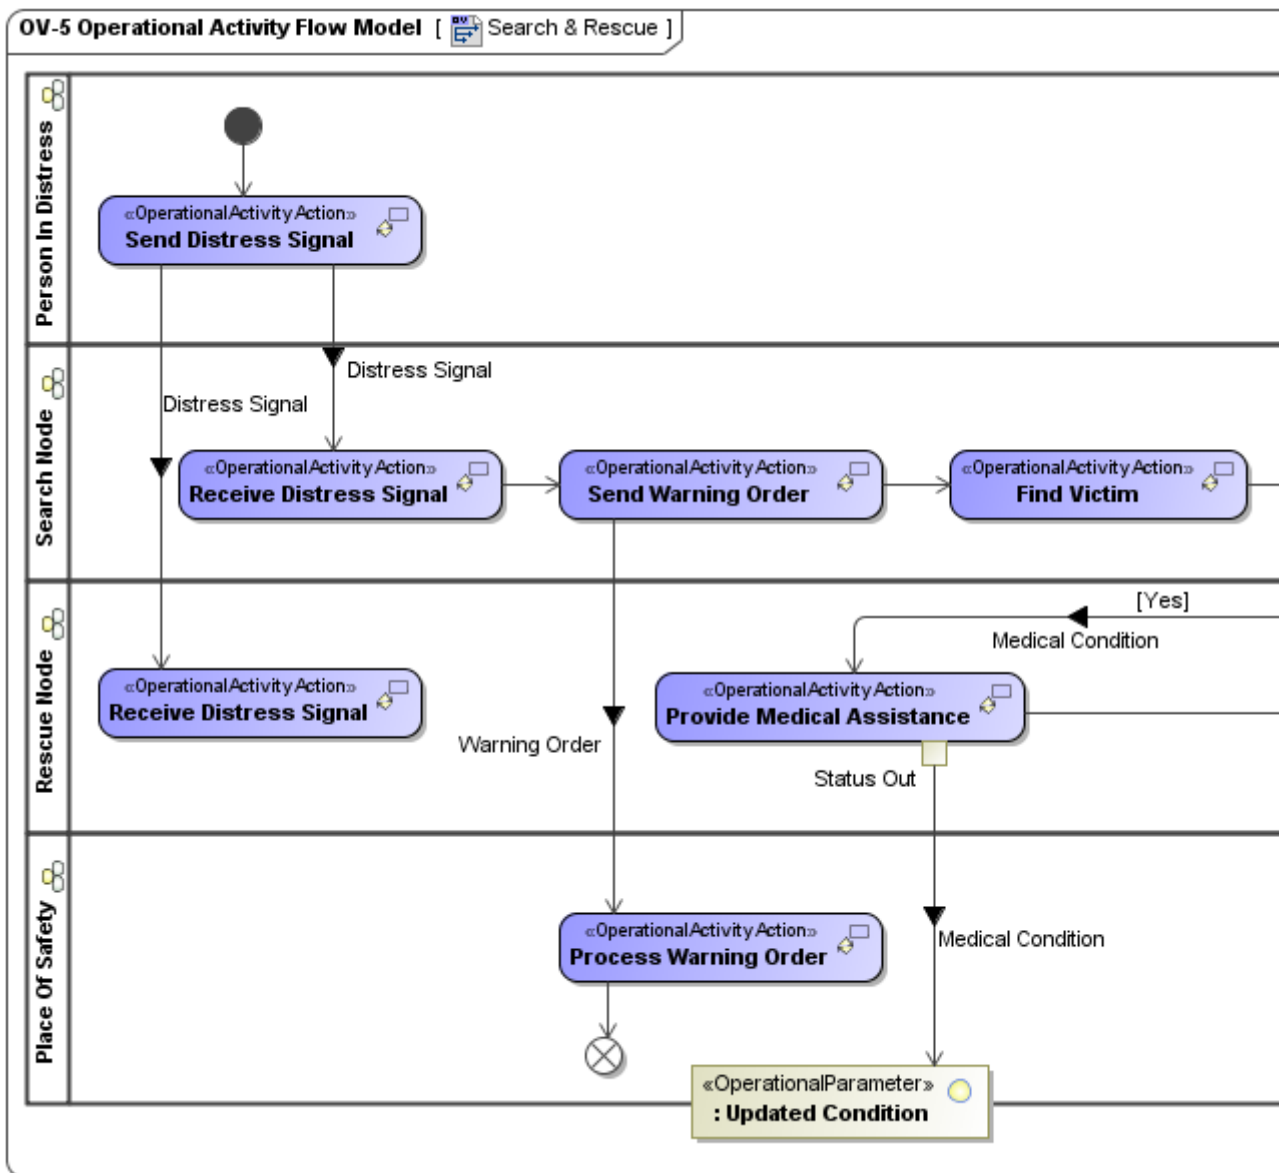 OV-5 Operational Activity Flow Model [ Search & Rescue ]
Person In Distress
«OperationalActivityAction»
Send Distress Signal
Search Node
Distress Signal
Distress Signal
«OperationalActivityAction»
Receive Distress Signal
«OperationalActivityAction»
Send Warning Order
«OperationalActivityAction»
Find Victim
Rescue Node
[Yes]
Medical Condition
«OperationalActivityAction»
Receive Distress Signal
«OperationalActivityAction»
Provide Medical Assistance
Warning Order
Status Out
Place Of Safety
«OperationalActivityAction»
Process Warning Order
Medical Condition
«OperationalParameter»
: Updated Condition